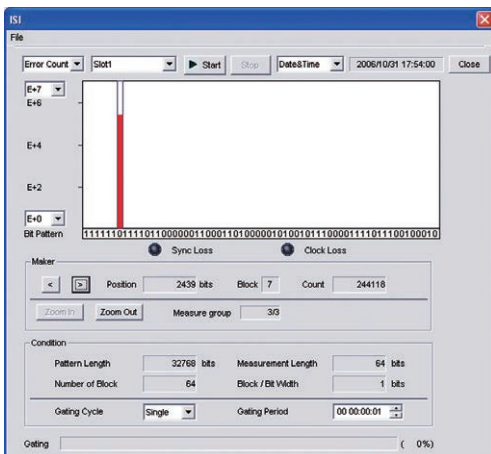 ISI
File
Error Count Slot1 Start Stop Date&Time 2006/10/31 17:54:00 Close
E+7
E+6
E+4
E+2
E+0
Bit Pattern 1111110111101100000011000110100000101001011100001111011100100010
Sync Loss Clock Loss
Maker
< > Position 2439 bits Block 7 Count 244118
Zoom In Zoom Out Measure group 3/3
Condition
Pattern Length 32768 bits Measurement Length 64 bits
Number of Block 64 Block / Bit Width 1 bits
Gating Cycle Single Gating Period 00 00:00:01
Gating ( 0%)